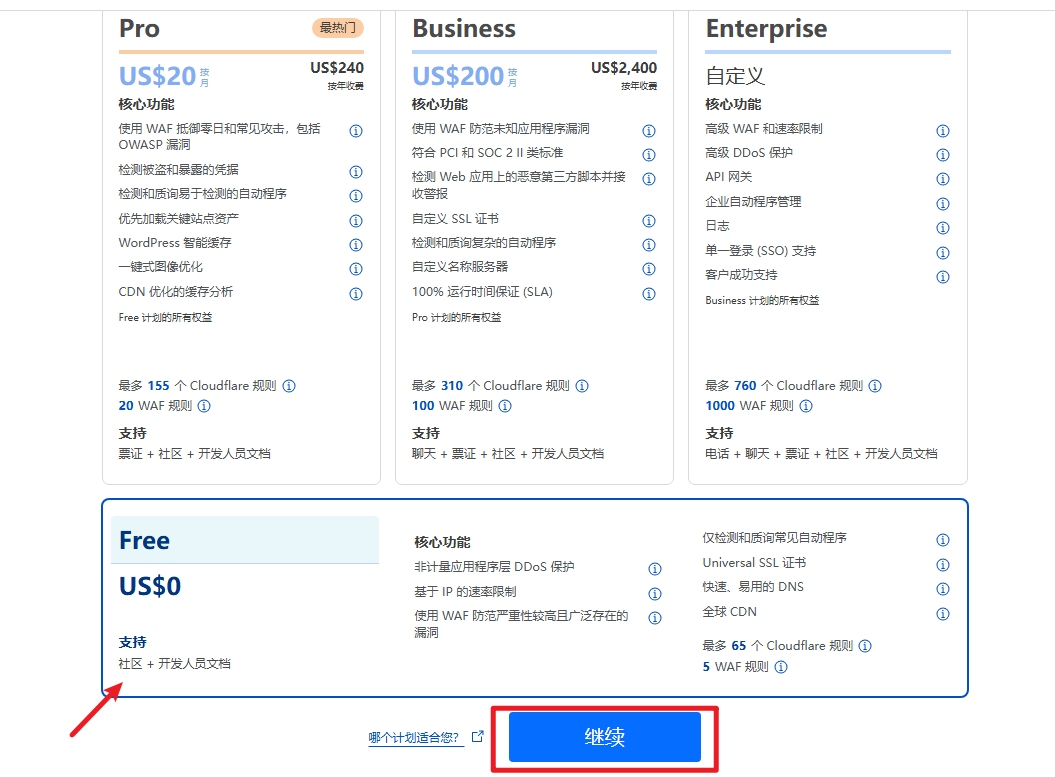 Pro
最热门
US$20 按月
US$240
按年收费
核心功能
使用 WAF 抵御零日和常见攻击，包括
OWASP 漏洞
检测被盗和暴露的凭据
检测和质询易于检测的自动程序
优先加载关键站点资产
WordPress 智能缓存
一键式图像优化
CDN 优化的缓存分析
Free 计划的所有权益
最多 155 个 Cloudflare 规则
20 WAF 规则
支持
票证 + 社区 + 开发人员文档
Business
US$200 按月
US$2,400
按年收费
核心功能
使用 WAF 防范未知应用程序漏洞
符合 PCI 和 SOC 2 II 类标准
检测 Web 应用上的恶意第三方脚本并接
收警报
自定义 SSL 证书
检测和质询复杂的自动程序
自定义名称服务器
100% 运行时间保证 (SLA)
Pro 计划的所有权益
最多 310 个 Cloudflare 规则
100 WAF 规则
支持
聊天 + 票证 + 社区 + 开发人员文档
Enterprise
自定义
核心功能
高级 WAF 和速率限制
高级 DDoS 保护
API 网关
企业自动程序管理
日志
单一登录 (SSO) 支持
客户成功支持
Business 计划的所有权益
最多 760 个 Cloudflare 规则
1000 WAF 规则
支持
电话 + 聊天 + 票证 + 社区 + 开发人员文档
Free
US$0
支持
社区 + 开发人员文档
核心功能
非计量应用程序层 DDoS 保护
基于 IP 的速率限制
使用 WAF 防范严重性较高且广泛存在的
漏洞
仅检测和质询常见自动程序
Universal SSL 证书
快速、易用的 DNS
全球 CDN
最多 65 个 Cloudflare 规则
5 WAF 规则
哪个计划适合您？
继续